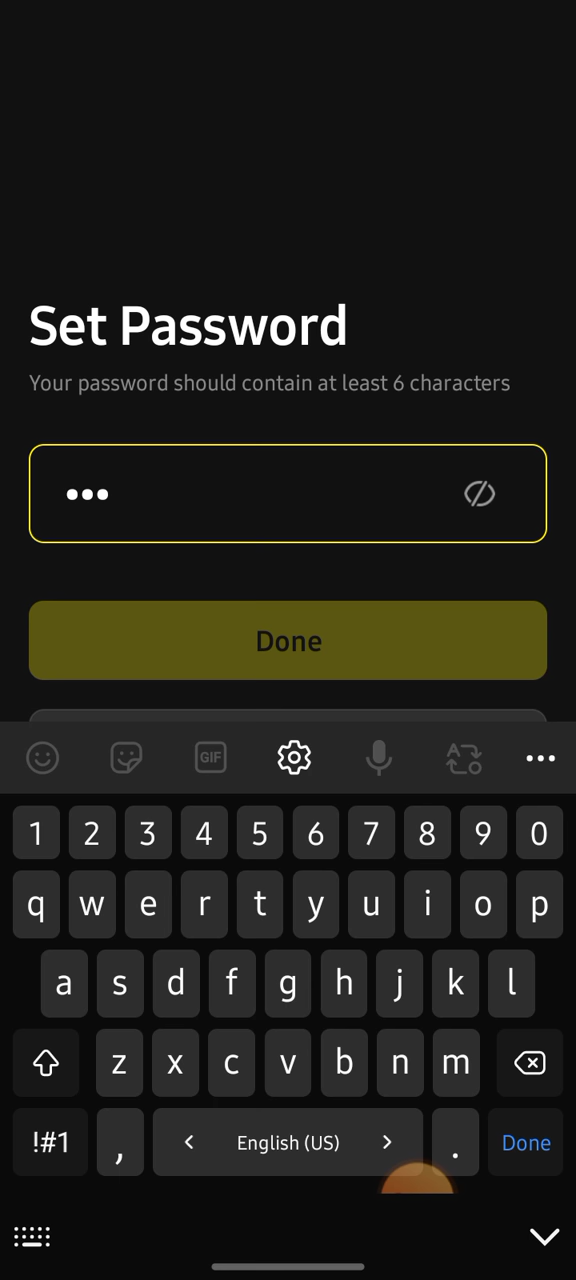 Set Password
Your password should contain at least 6 characters
•••
Done
GIF
1 2 3 4 5 6 7 8 9 0
q w e r t y u i o p
a s d f g h j k l
z x c v b n m
!#1 , < English (US) > . Done